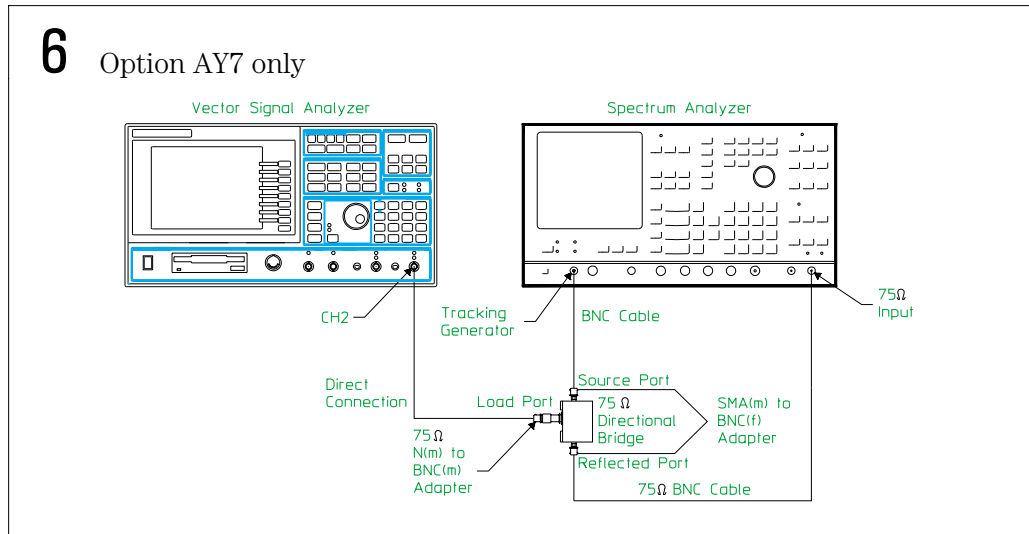 6 Option AY7 only
Vector Signal Analyzer
Spectrum Analyzer
CH2
Tracking
Generator
BNC Cable
75Ω
Input
Direct
Connection
Load Port
Source Port
75 Ω
Directional
Bridge
SMA(m) to
BNC(f)
Adapter
75Ω
N(m) to
BNC(m)
Adapter
Reflected Port
75Ω BNC Cable